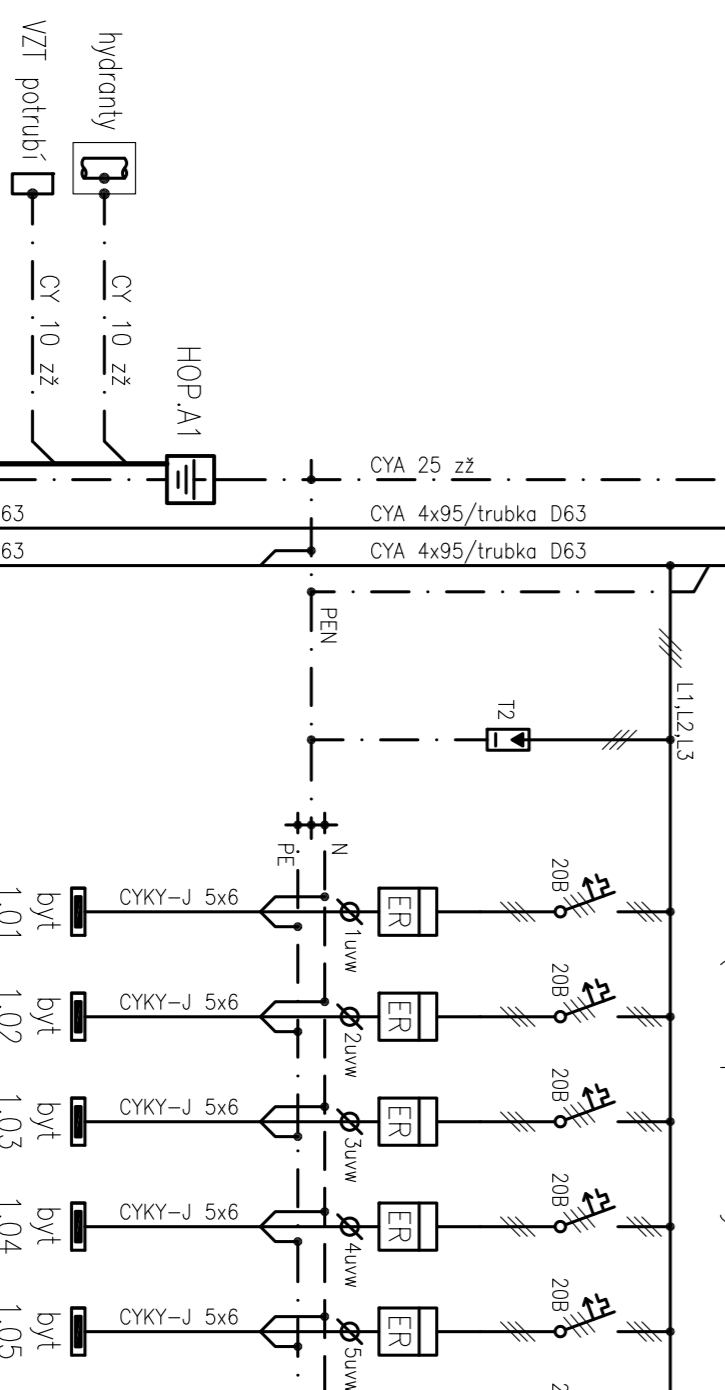 hydranty
VZT potrubí
CY 10 zž
CY 10 zž
HOP.A1
CYA 25 zž
63
CYA 4x95/trubka D63
63
CYA 4x95/trubka D63
PEN
L1,L2,L3
T2
N
PE
byt 1.01
CYKY-J 5x6
1uvw
ER
20B
byt 1.02
CYKY-J 5x6
2uvw
ER
20B
byt 1.03
CYKY-J 5x6
3uvw
ER
20B
byt 1.04
CYKY-J 5x6
4uvw
ER
20B
byt 1.05
CYKY-J 5x6
5uvw
ER
20B